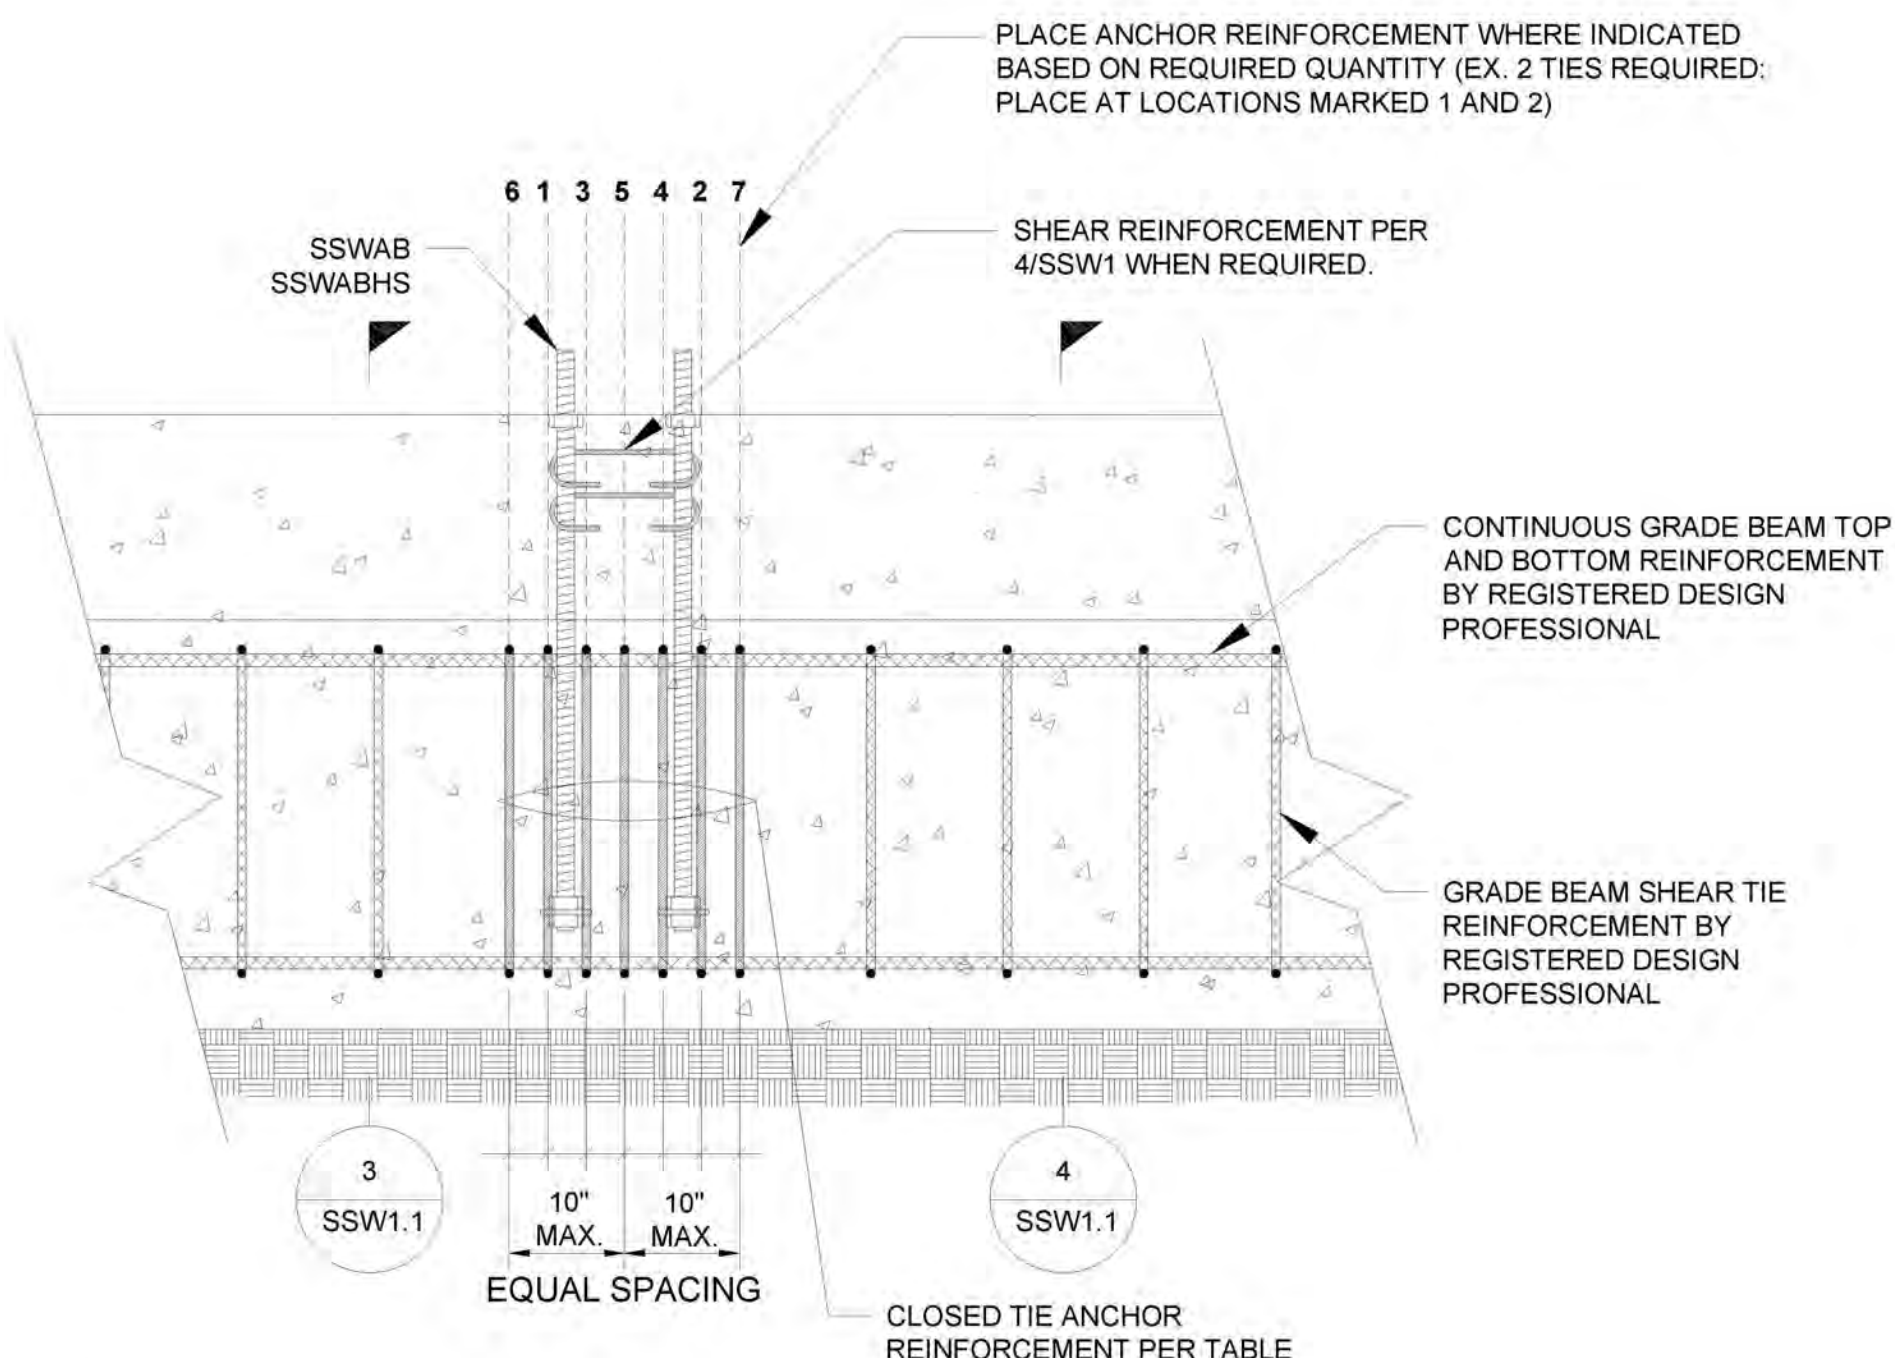 PLACE ANCHOR REINFORCEMENT WHERE INDICATED
BASED ON REQUIRED QUANTITY (EX. 2 TIES REQUIRED:
PLACE AT LOCATIONS MARKED 1 AND 2)
6 1 3 5 4 2 7
SSWAB
SSWABHS
SHEAR REINFORCEMENT PER
4/SSW1 WHEN REQUIRED.
CONTINUOUS GRADE BEAM TOP
AND BOTTOM REINFORCEMENT
BY REGISTERED DESIGN
PROFESSIONAL
GRADE BEAM SHEAR TIE
REINFORCEMENT BY
REGISTERED DESIGN
PROFESSIONAL
3
SSW1.1
10"
MAX.
10"
MAX.
EQUAL SPACING
4
SSW1.1
CLOSED TIE ANCHOR
REINFORCEMENT PER TABLE